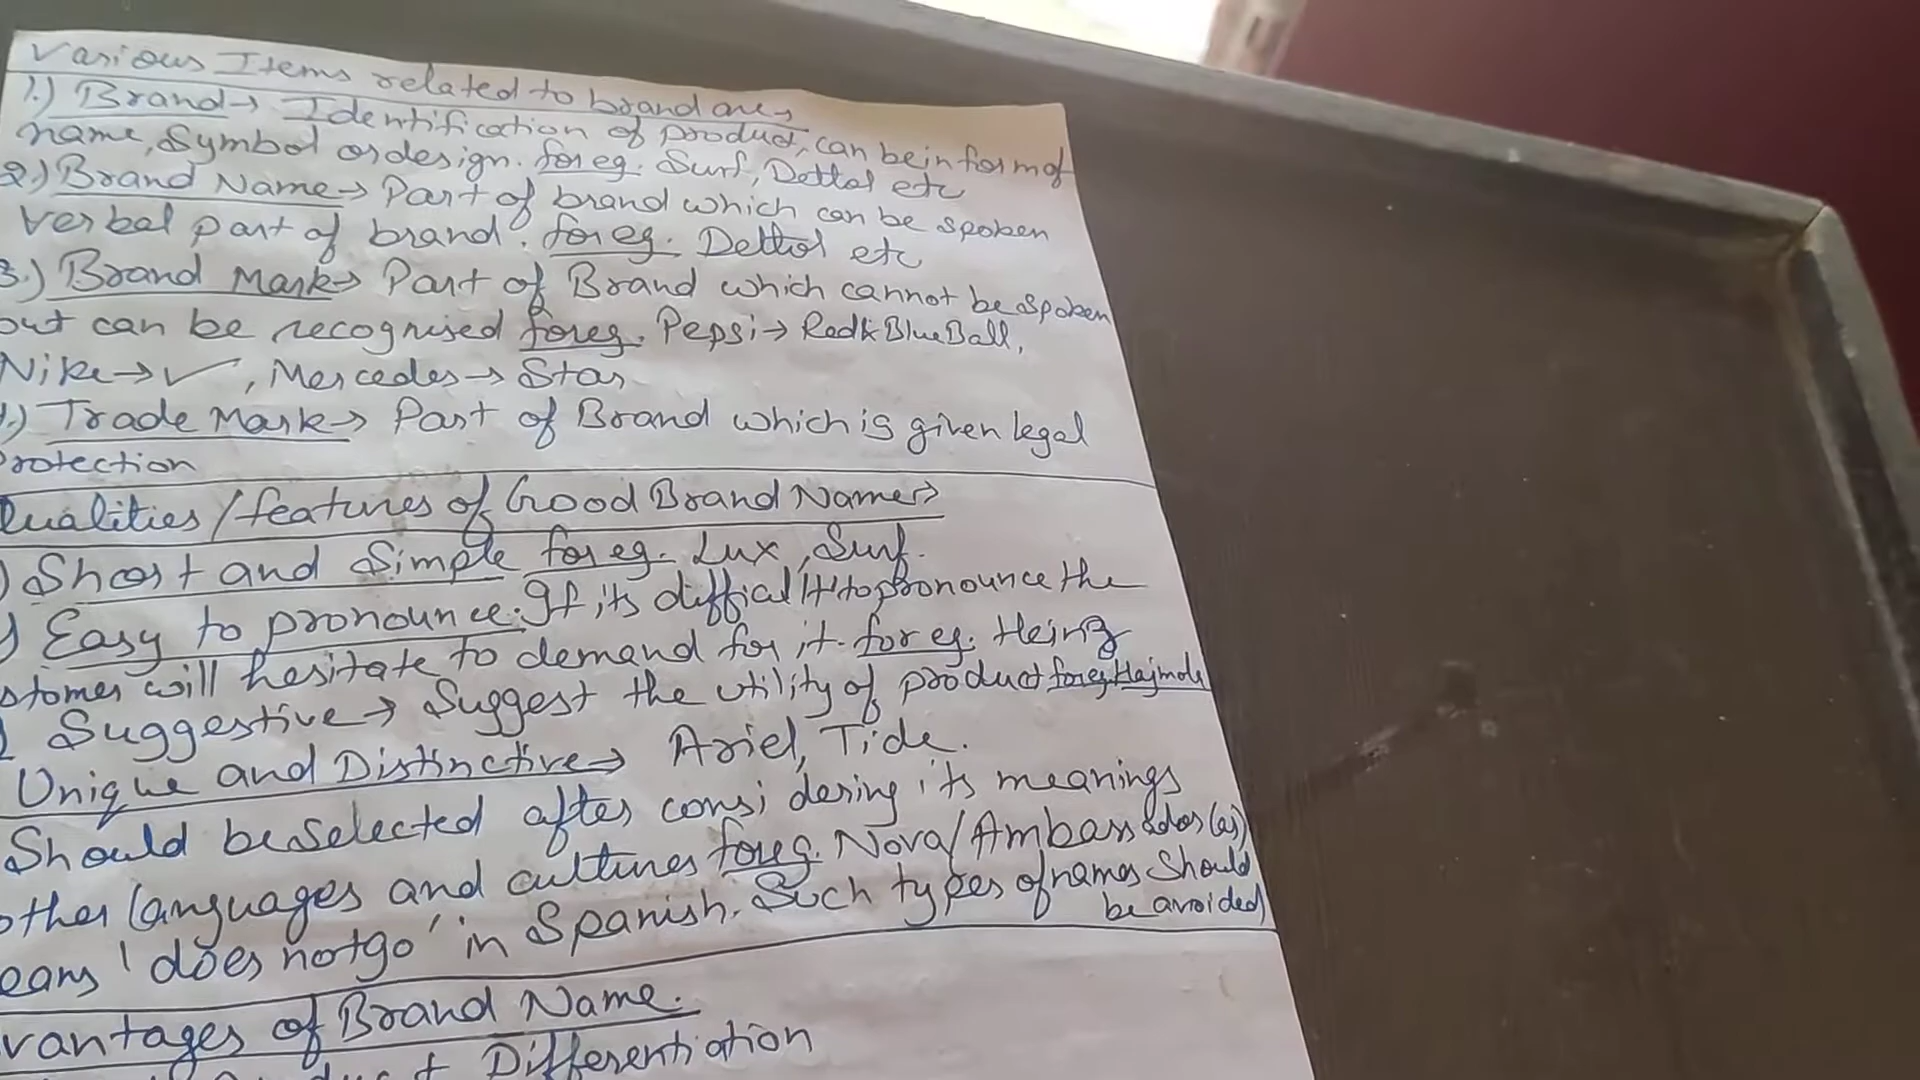 Various Items related to brand are→
1.) Brand→ Identification of product, can be in form of
name, Symbol or design. for eg. Surf, Dettol etc
2.) Brand Name→ Part of brand which can be spoken
Verbal part of brand. for eg. Dettol etc
3.) Brand Mark→ Part of Brand which cannot be spoken
but can be recognised for eg. Pepsi→ Red & Blue Ball,
Nike→ ✓, Mercedes→ Star
4.) Trade Mark→ Part of Brand which is given legal
Protection
Qualities/features of Good Brand Name→
) Short and Simple for eg. Lux, Surf.
) Easy to pronounce. If its difficult to pronounce the
stomer will hesitate to demand for it. for eg. Heinz
Suggestive→ Suggest the utility of product for eg. Hajmola
Unique and Distinctive→ Ariel, Tide.
Should be Selected after considering its meanings
other languages and cultures for eg. Nova/Ambassador (as)
eans 'does not go' in Spanish. Such types of names Should
be avoided
vantages of Brand Name.
Differentiation